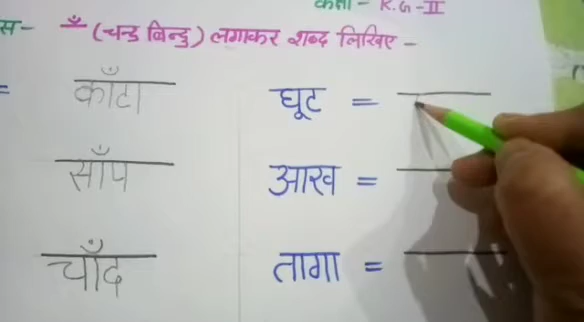 कक्षा - K.G-II
स- ँ (चन्द्र बिन्दु) लगाकर शब्द लिखिए -
= काँटा घूट =
साँप आख =
चाँद तागा =